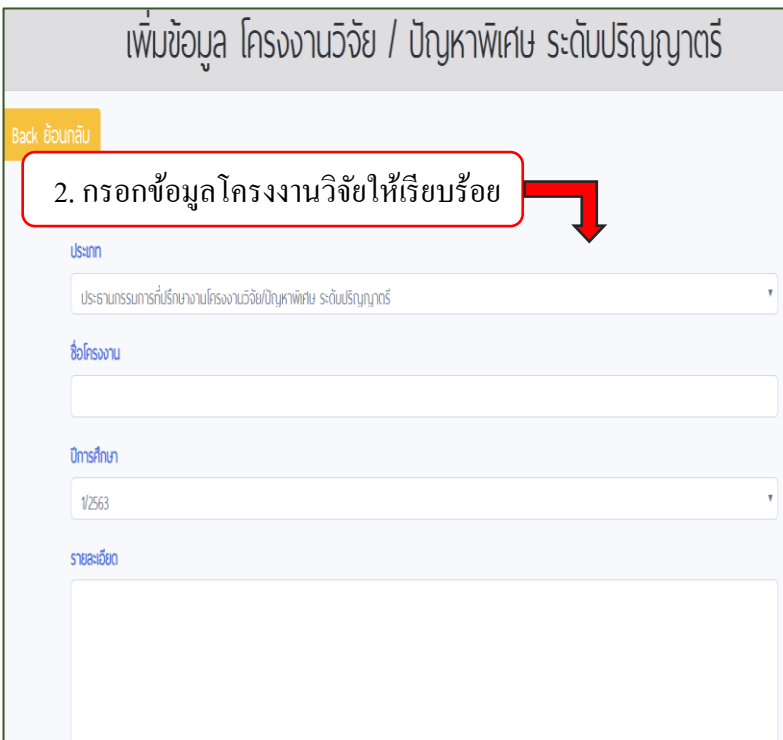 เพิ่มข้อมูล โครงงานวิจัย / ปัญหาพิเศษ ระดับปริญญาตรี
Back ย้อนกลับ
2. กรอกข้อมูลโครงงานวิจัยให้เรียบร้อย
ประเภท
ประธานกรรมการที่ปรึกษางานโครงงานวิจัย/ปัญหาพิเศษ ระดับปริญญาตรี
ชื่อโครงงาน
ปีการศึกษา
1/2563
รายละเอียด